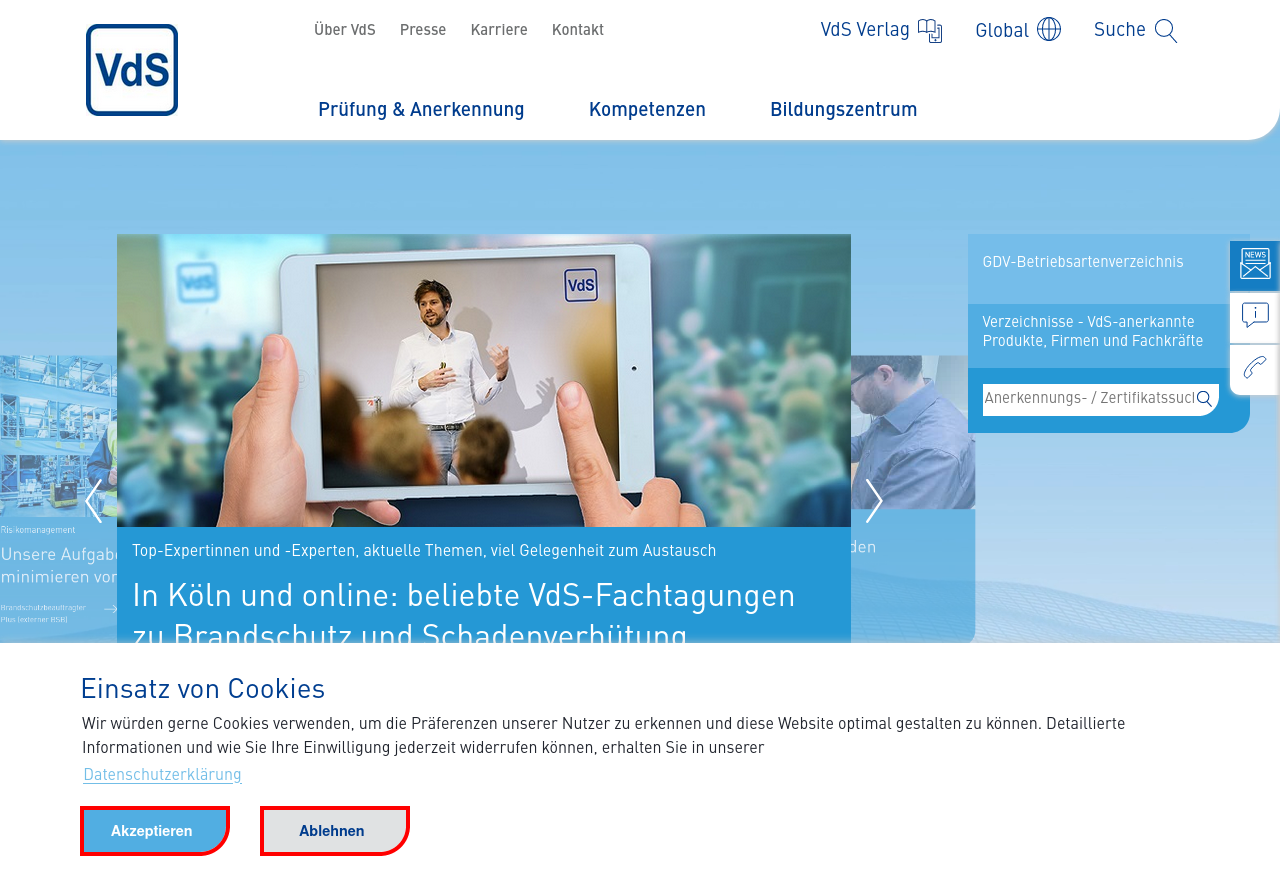 VdS
Über VdS Presse Karriere Kontakt
VdS Verlag Global Suche
Prüfung & Anerkennung Kompetenzen Bildungszentrum
VdS
VdS
GDV-Betriebsartenverzeichnis
Verzeichnisse - VdS-anerkannte
Produkte, Firmen und Fachkräfte
Anerkennungs- / Zertifikatssuc
NEWS
Risikomanagement
Unsere Aufgabe
minimieren vor
Brandschutzbeauftragter
Plus (externer BSB)
den
Top-Expertinnen und -Experten, aktuelle Themen, viel Gelegenheit zum Austausch
In Köln und online: beliebte VdS-Fachtagungen
zu Brandschutz und Schadenverhütung
Einsatz von Cookies
Wir würden gerne Cookies verwenden, um die Präferenzen unserer Nutzer zu erkennen und diese Website optimal gestalten zu können. Detaillierte
Informationen und wie Sie Ihre Einwilligung jederzeit widerrufen können, erhalten Sie in unserer
Datenschutzerklärung
Akzeptieren Ablehnen